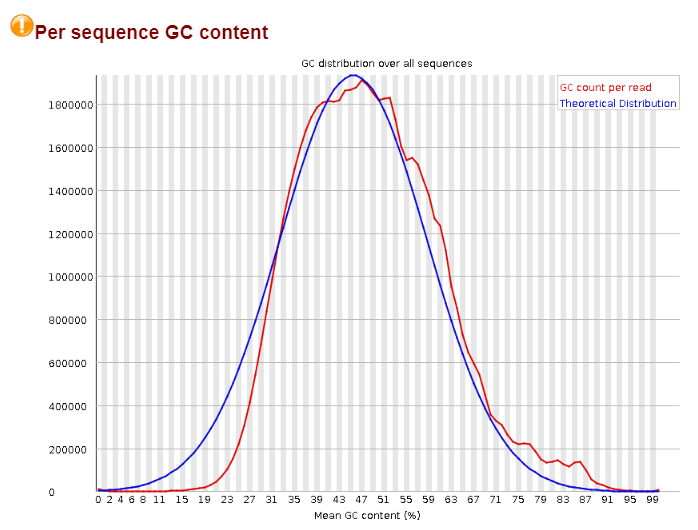 Per sequence GC content
GC distribution over all sequences
GC count per read
Theoretical Distribution
1800000
1600000
1400000
1200000
1000000
800000
600000
400000
200000
0
0 2 4 6 8 11 15 19 23 27 31 35 39 43 47 51 55 59 63 67 71 75 79 83 87 91 95 99
Mean GC content (%)